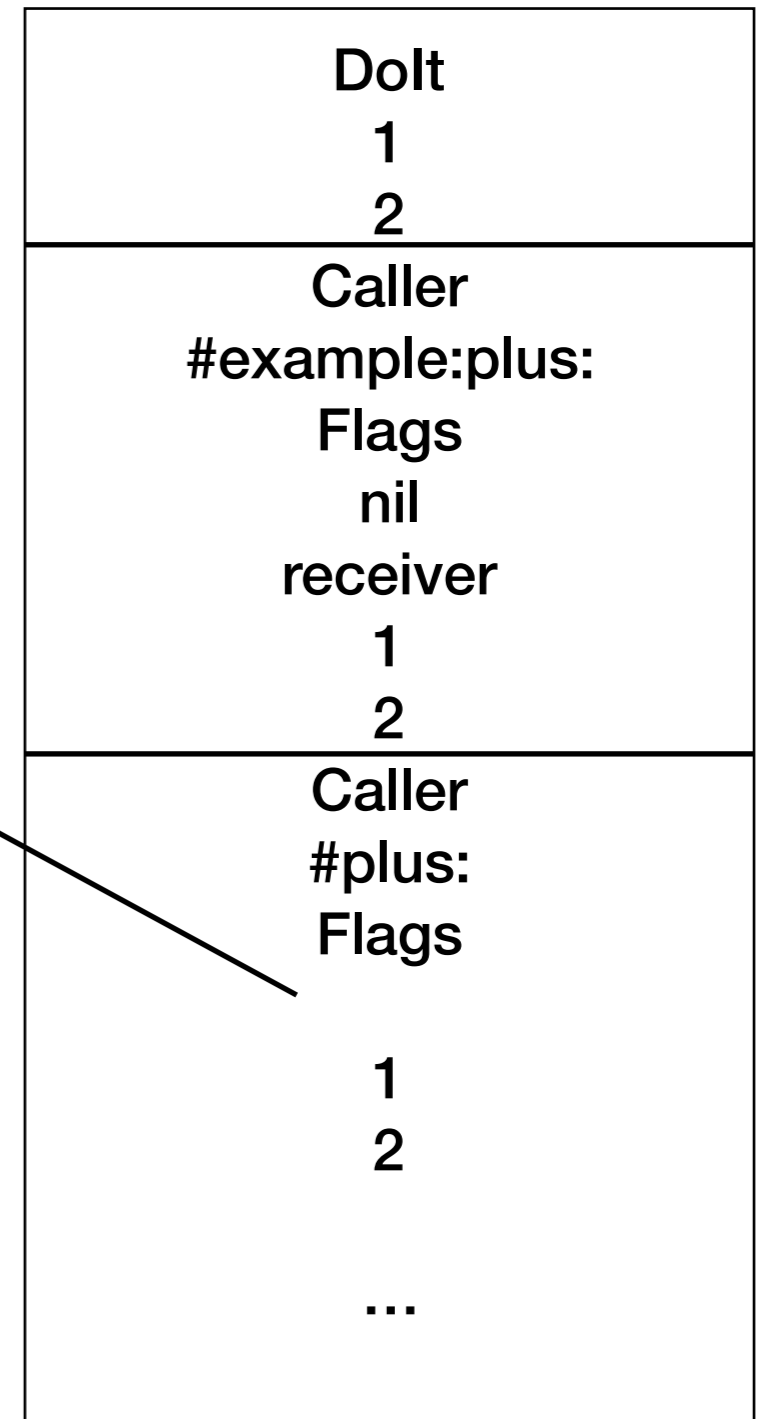 DoIt
1
2
Caller
#example:plus:
Flags
nil
receiver
1
2
Caller
#plus:
Flags
1
2
...